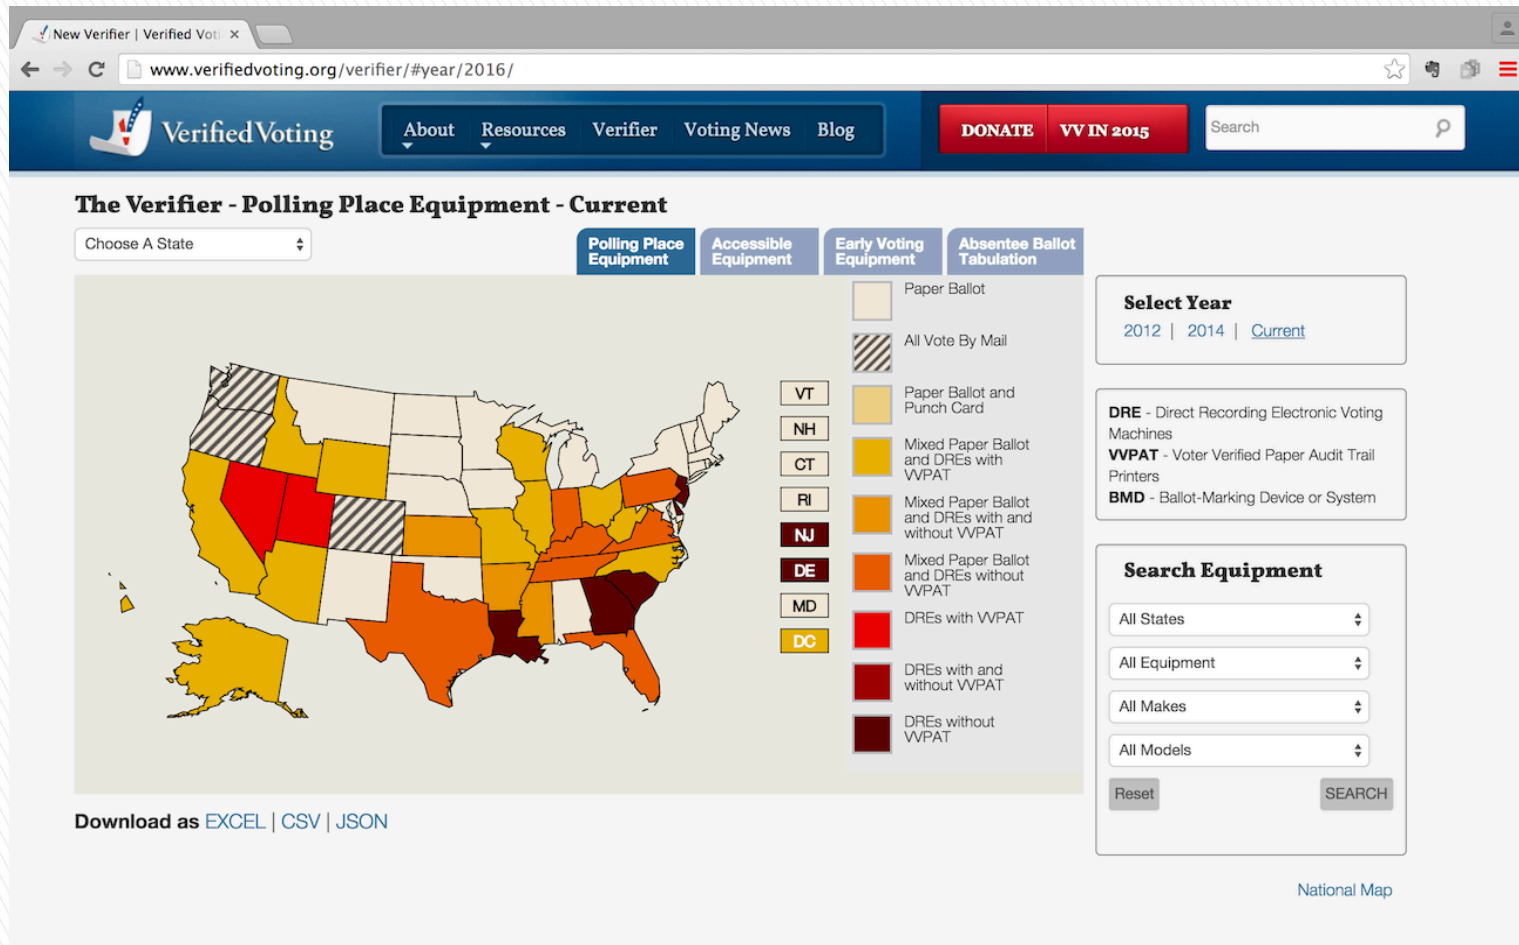 New Verifier | Verified Voti
www.verifiedvoting.org/verifier/#year/2016/
VerifiedVoting
About
Resources
Verifier
Voting News
Blog
DONATE
VV IN 2015
Search
The Verifier - Polling Place Equipment - Current
Choose A State
Polling Place
Equipment
Accessible
Equipment
Early Voting
Equipment
Absentee Ballot
Tabulation
VT
NH
CT
RI
NJ
DE
MD
DC
Paper Ballot
All Vote By Mail
Paper Ballot and
Punch Card
Mixed Paper Ballot
and DREs with
VVPAT
Mixed Paper Ballot
and DREs with and
without VVPAT
Mixed Paper Ballot
and DREs without
VVPAT
DREs with VVPAT
DREs with and
without VVPAT
DREs without
VVPAT
Select Year
2012 | 2014 | Current
DRE - Direct Recording Electronic Voting
Machines
VVPAT - Voter Verified Paper Audit Trail
Printers
BMD - Ballot-Marking Device or System
Search Equipment
All States
All Equipment
All Makes
All Models
Reset
SEARCH
Download as EXCEL | CSV | JSON
National Map